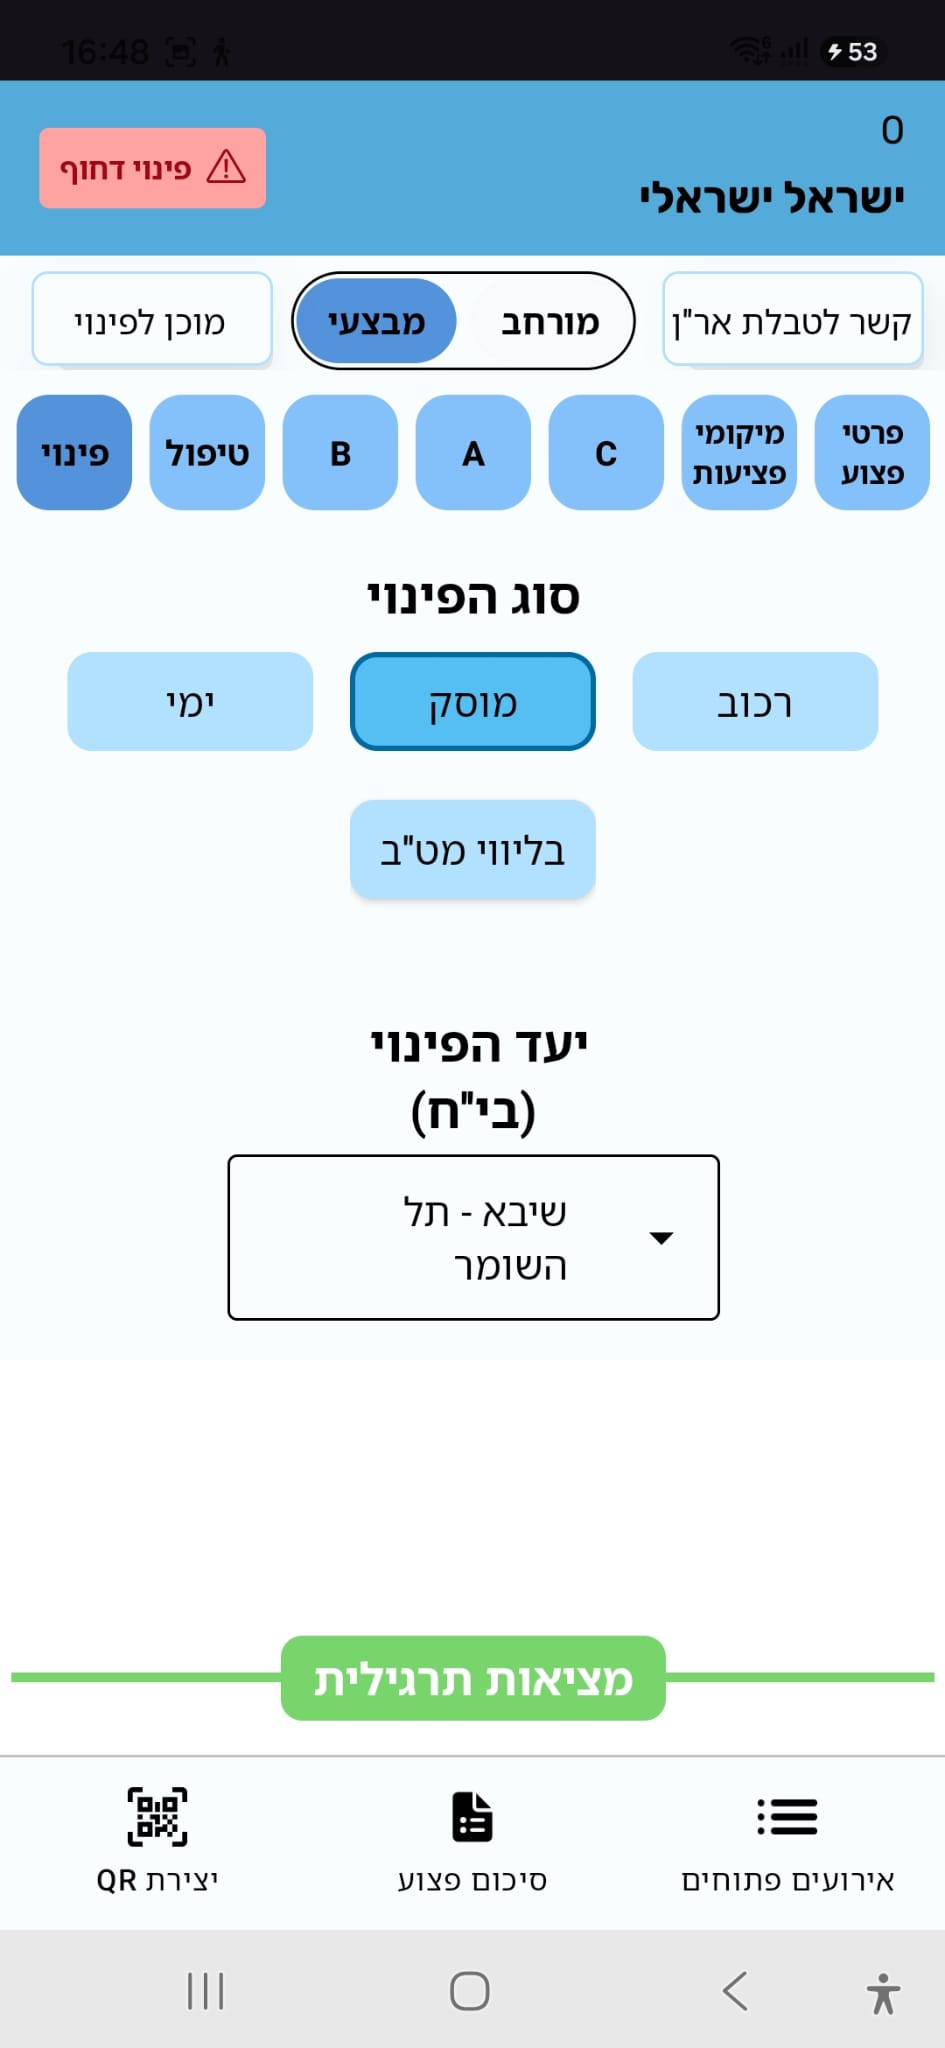 16:48
6
53
0
ישראל ישראלי
פינוי דחוף
קשר לטבלת אר"ן
מורחב
מבצעי
מוכן לפינוי
פרטי
פצוע
מיקומי
פציעות
C
A
B
טיפול
פינוי
סוג הפינוי
רכוב
מוסק
ימי
בליווי מט"ב
יעד הפינוי
(בי"ח)
שיבא - תל
השומר
מציאות תרגילית
אירועים פתוחים
סיכום פצוע
יצירת QR